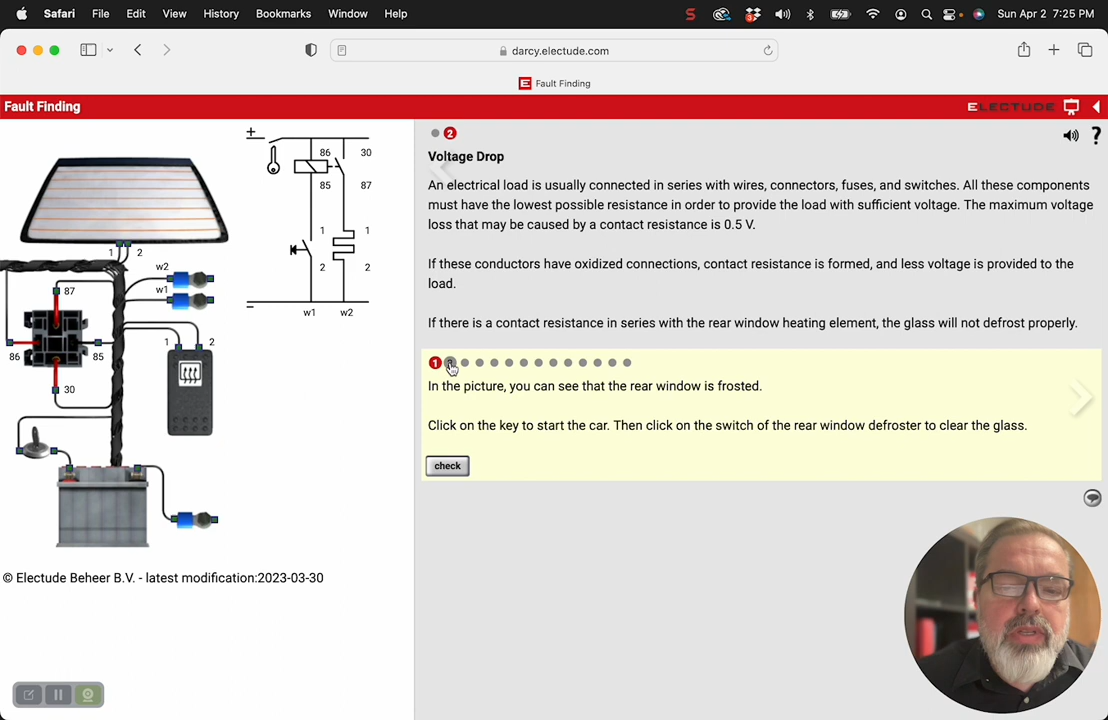 Safari File Edit View History Bookmarks Window Help Sun Apr 2 7:25 PM
darcy.electude.com
Fault Finding
Fault Finding
ELECTUDE
2
Voltage Drop
An electrical load is usually connected in series with wires, connectors, fuses, and switches. All these components
must have the lowest possible resistance in order to provide the load with sufficient voltage. The maximum voltage
loss that may be caused by a contact resistance is 0.5 V.
If these conductors have oxidized connections, contact resistance is formed, and less voltage is provided to the
load.
If there is a contact resistance in series with the rear window heating element, the glass will not defrost properly.
1
In the picture, you can see that the rear window is frosted.
Click on the key to start the car. Then click on the switch of the rear window defroster to clear the glass.
check
?
+
86 30
85 87
1 1
2 2
−
w1 w2
1 2
w2
w1
87
86 85
30
1 2
© Electude Beheer B.V. - latest modification:2023-03-30